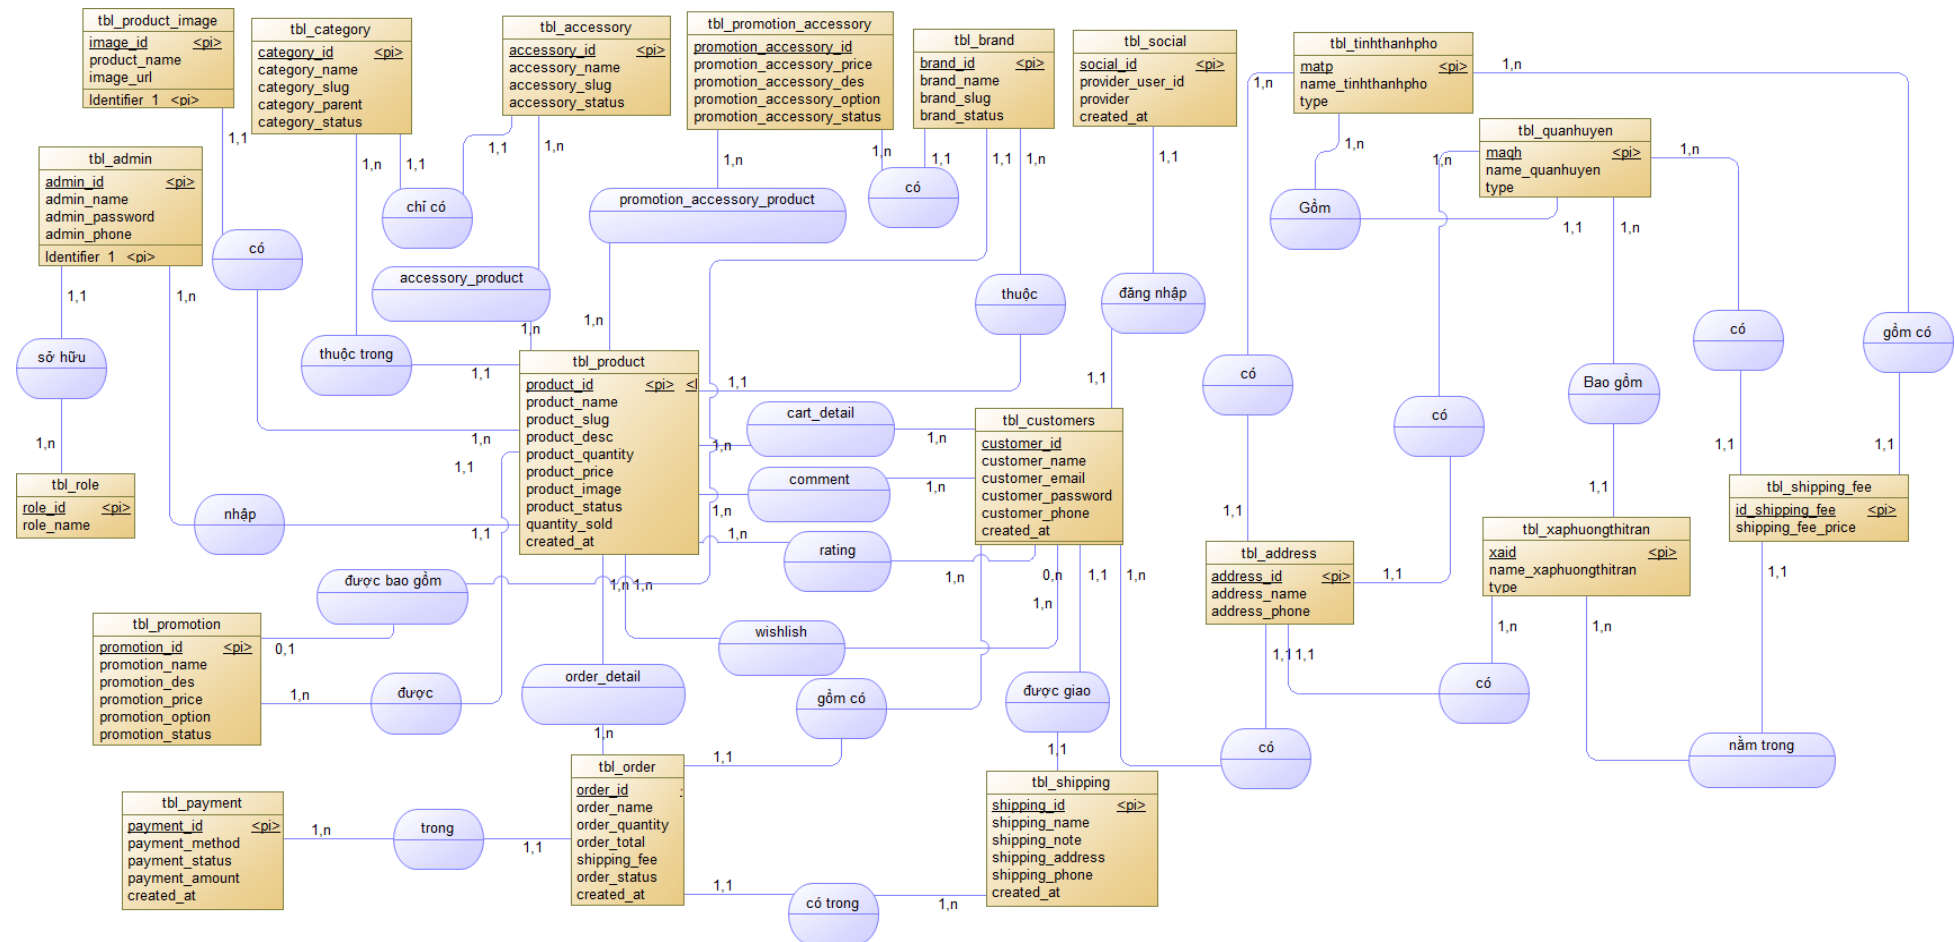 tbl_product_image
image_id <pi>
product_name
image_url
Identifier_1 <pi>
tbl_category
category_id <pi>
category_name
category_slug
category_parent
category_status
tbl_accessory
accessory_id <pi>
accessory_name
accessory_slug
accessory_status
tbl_promotion_accessory
promotion_accessory_id
promotion_accessory_price
promotion_accessory_des
promotion_accessory_option
promotion_accessory_status
tbl_brand
brand_id <pi>
brand_name
brand_slug
brand_status
tbl_social
social_id <pi>
provider_user_id
provider
created_at
tbl_tinhthanhpho
matp <pi>
name_tinhthanhpho
type
1,n
1,n
tbl_quanhuyen
maqh <pi>
name_quanhuyen
type
1,n
1,n
1,n
tbl_admin
admin_id <pi>
admin_name
admin_password
admin_phone
Identifier_1 <pi>
1,1
1,n
1,1
1,1
1,n
1,n
1,n
1,1
1,1
1,n
1,1
chĩ có
promotion_accessory_product
có
Gồm
1,1
1,n
có
accessory_product
thuộc
đăng nhập
1,1
1,n
1,n
1,n
có
gồm có
sở hữu
thuộc trong
1,1
1,1
1,1
có
Bao gồm
có
tbl_product
product_id <pi> <l
product_name
product_slug
product_desc
product_quantity
product_price
product_image
product_status
quantity_sold
created_at
cart_detail
1,n
1,n
comment
1,n
1,n
rating
1,n
tbl_customers
customer_id
customer_name
customer_email
customer_password
customer_phone
created_at
1,n
1,n
1,1
1,1
1,1
1,1
1,1
tbl_role
role_id <pi>
role_name
nhập
1,1
tbl_shipping_fee
id_shipping_fee <pi>
shipping_fee_price
tbl_xaphuongthitran
xaid <pi>
name_xaphuongthitran
type
tbl_address
address_id <pi>
address_name
address_phone
1,1
1,1
được bao gồm
1,n
1,n
1,n
0,n
1,1
1,n
1,n
tbl_promotion
promotion_id <pi>
promotion_name
promotion_des
promotion_price
promotion_option
promotion_status
0,1
1,n
được
wishlish
order_detail
gồm có
được giao
1,1
1,1
1,n
1,n
có
có
nằm trong
1,n
1,1
1,1
tbl_order
order_id
order_name
order_quantity
order_total
shipping_fee
order_status
created_at
tbl_shipping
shipping_id <pi>
shipping_name
shipping_note
shipping_address
shipping_phone
created_at
tbl_payment
payment_id <pi>
payment_method
payment_status
payment_amount
created_at
1,n
trong
1,1
1,1
có trong
1,n